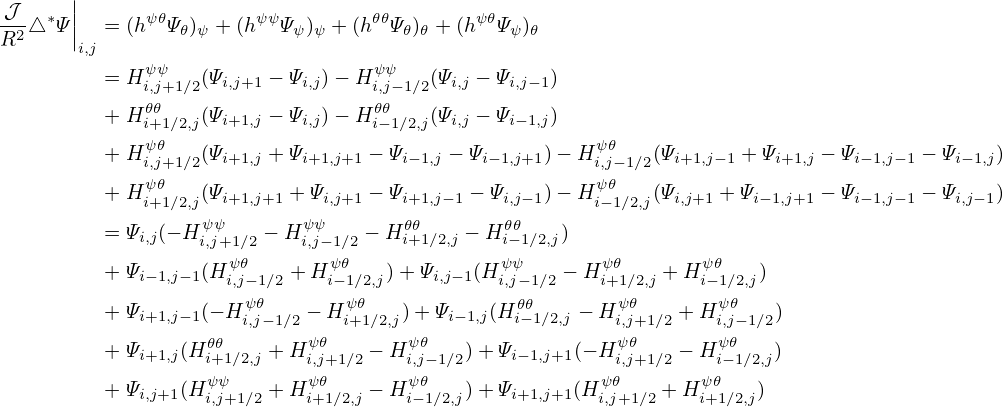 \left.\frac{\mathcal{J}}{R^2}\triangle^*\Psi\right|_{i,j} = (h^{\psi\theta}\Psi_\theta)_\psi + (h^{\psi\psi}\Psi_\psi)_\psi + (h^{\theta\theta}\Psi_\theta)_\theta + (h^{\psi\theta}\Psi_\psi)_\theta
= H^{\psi\psi}_{i,j+1/2}(\Psi_{i,j+1} - \Psi_{i,j}) - H^{\psi\psi}_{i,j-1/2}(\Psi_{i,j} - \Psi_{i,j-1})
+ H^{\theta\theta}_{i+1/2,j}(\Psi_{i+1,j} - \Psi_{i,j}) - H^{\theta\theta}_{i-1/2,j}(\Psi_{i,j} - \Psi_{i-1,j})
+ H^{\psi\theta}_{i,j+1/2}(\Psi_{i+1,j} + \Psi_{i+1,j+1} - \Psi_{i-1,j} - \Psi_{i-1,j+1}) - H^{\psi\theta}_{i,j-1/2}(\Psi_{i+1,j-1} + \Psi_{i+1,j} - \Psi_{i-1,j-1} - \Psi_{i-1,j})
+ H^{\psi\theta}_{i+1/2,j}(\Psi_{i+1,j+1} + \Psi_{i,j+1} - \Psi_{i+1,j-1} - \Psi_{i,j-1}) - H^{\psi\theta}_{i-1/2,j}(\Psi_{i,j+1} + \Psi_{i-1,j+1} - \Psi_{i-1,j-1} - \Psi_{i,j-1})
= \Psi_{i,j}(-H^{\psi\psi}_{i,j+1/2} - H^{\psi\psi}_{i,j-1/2} - H^{\theta\theta}_{i+1/2,j} - H^{\theta\theta}_{i-1/2,j})
+ \Psi_{i-1,j-1}(H^{\psi\theta}_{i,j-1/2} + H^{\psi\theta}_{i-1/2,j}) + \Psi_{i,j-1}(H^{\psi\psi}_{i,j-1/2} - H^{\psi\theta}_{i+1/2,j} + H^{\psi\theta}_{i-1/2,j})
+ \Psi_{i+1,j-1}(-H^{\psi\theta}_{i,j-1/2} - H^{\psi\theta}_{i+1/2,j}) + \Psi_{i-1,j}(H^{\theta\theta}_{i-1/2,j} - H^{\psi\theta}_{i,j+1/2} + H^{\psi\theta}_{i,j-1/2})
+ \Psi_{i+1,j}(H^{\theta\theta}_{i+1/2,j} + H^{\psi\theta}_{i,j+1/2} - H^{\psi\theta}_{i,j-1/2}) + \Psi_{i-1,j+1}(-H^{\psi\theta}_{i,j+1/2} - H^{\psi\theta}_{i-1/2,j})
+ \Psi_{i,j+1}(H^{\psi\psi}_{i,j+1/2} + H^{\psi\theta}_{i+1/2,j} - H^{\psi\theta}_{i-1/2,j}) + \Psi_{i+1,j+1}(H^{\psi\theta}_{i,j+1/2} + H^{\psi\theta}_{i+1/2,j})